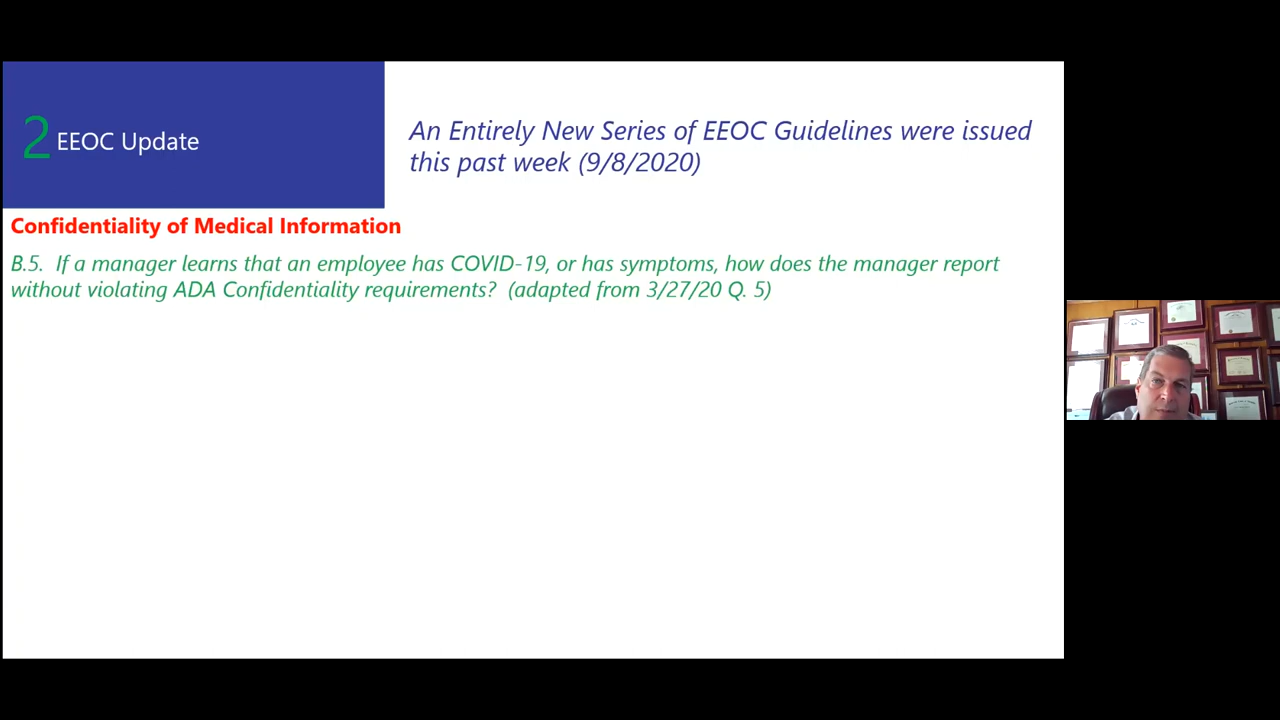 2 EEOC Update
An Entirely New Series of EEOC Guidelines were issued
this past week (9/8/2020)
Confidentiality of Medical Information
B.5.  If a manager learns that an employee has COVID-19, or has symptoms, how does the manager report
without violating ADA Confidentiality requirements?  (adapted from 3/27/20 Q. 5)